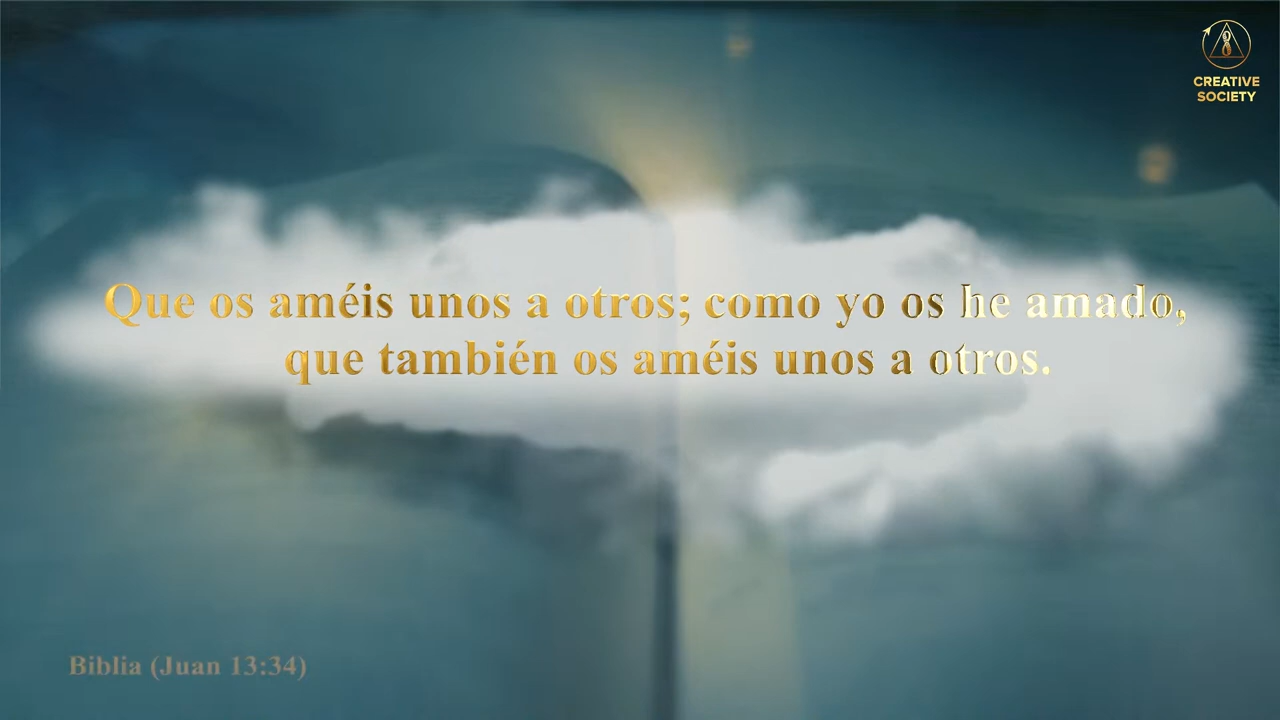 CREATIVE
SOCIETY
Que os améis unos a otros; como yo os he amado,
que también os améis unos a otros.
Biblia (Juan 13:34)